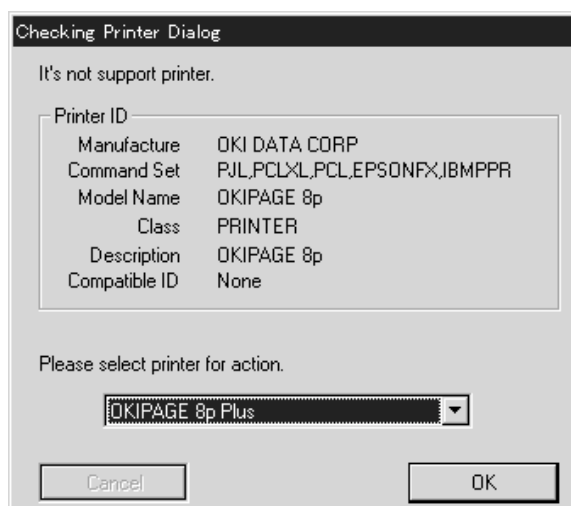 Checking Printer Dialog
It's not support printer.
Printer ID
Manufacture OKI DATA CORP
Command Set PJL,PCLXL,PCL,EPSONFX,IBMPPR
Model Name OKIPAGE 8p
Class PRINTER
Description OKIPAGE 8p
Compatible ID None
Please select printer for action.
OKIPAGE 8p Plus
Cancel OK